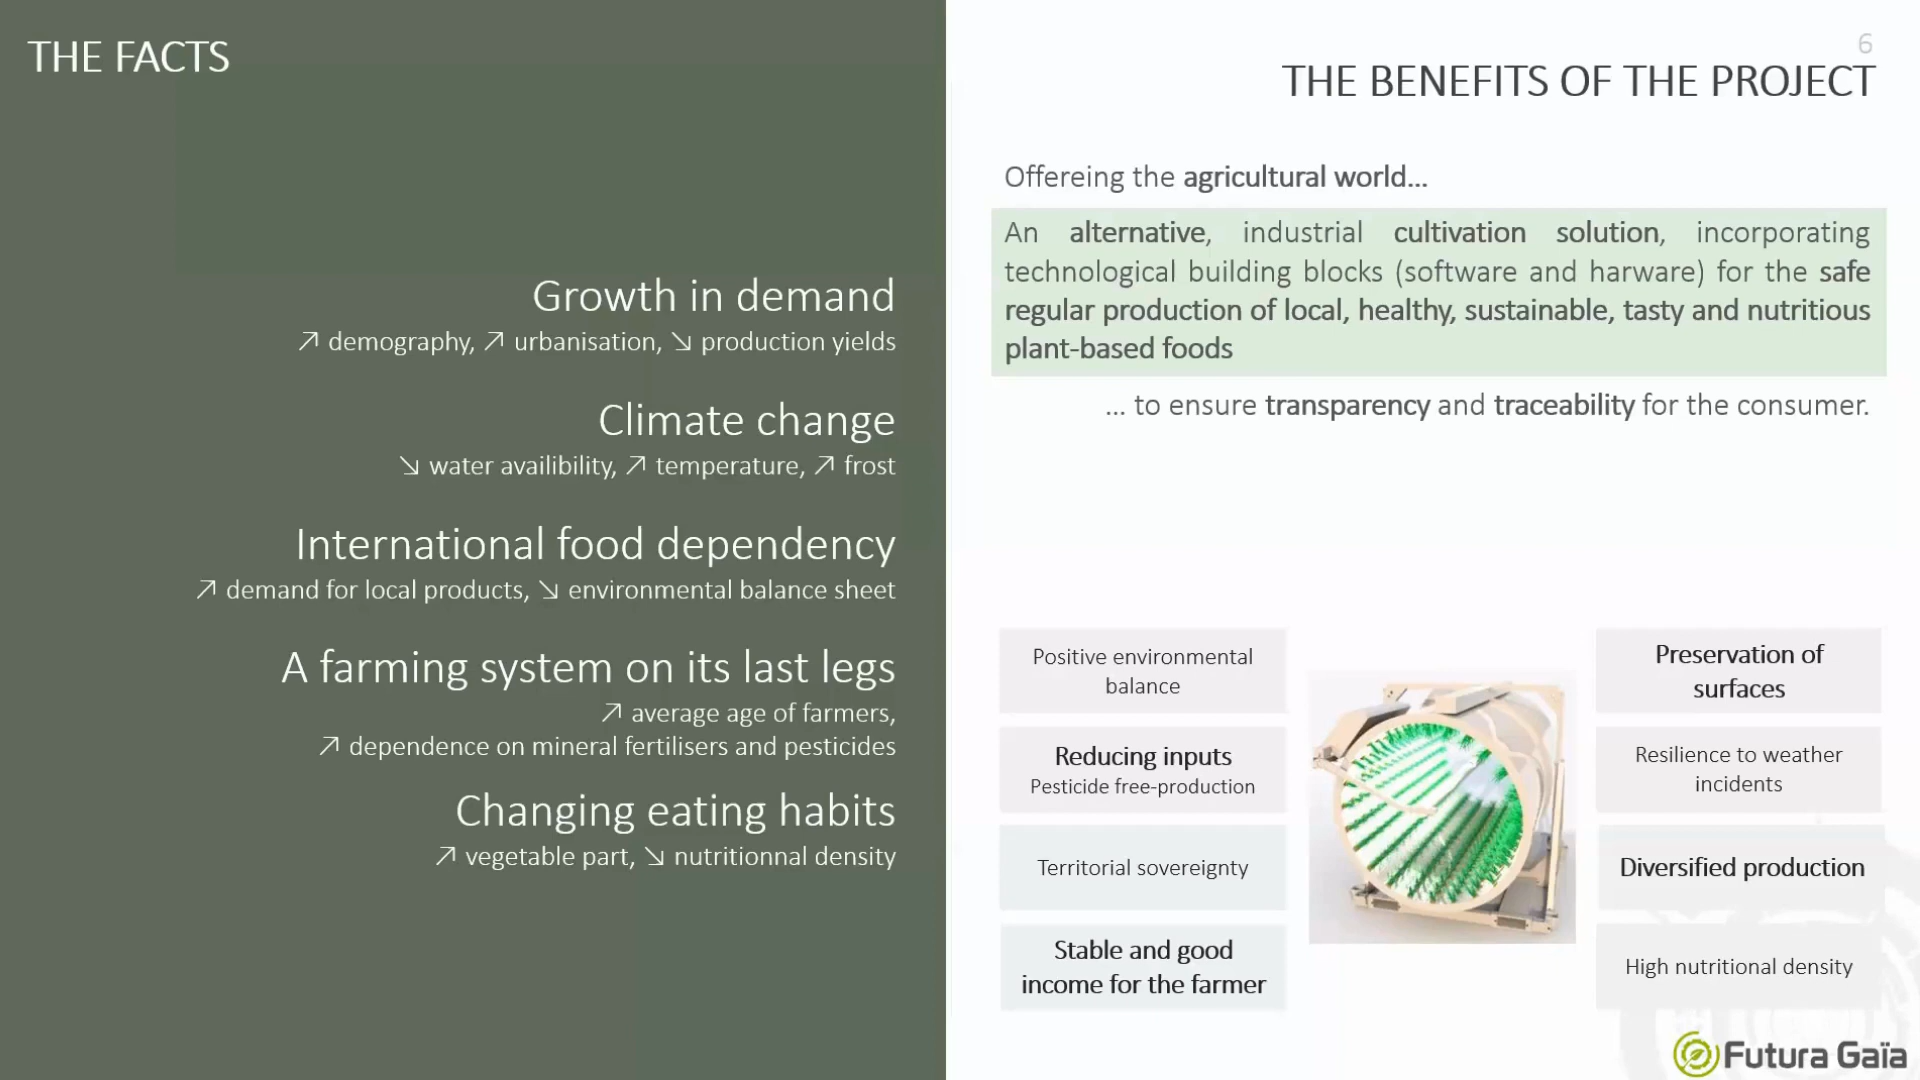 THE FACTS
Growth in demand
↗ demography, ↗ urbanisation, ↘ production yields
Climate change
↘ water availibility, ↗ temperature, ↗ frost
International food dependency
↗ demand for local products, ↘ environmental balance sheet
A farming system on its last legs
↗ average age of farmers,
↗ dependence on mineral fertilisers and pesticides
Changing eating habits
↗ vegetable part, ↘ nutritionnal density
6
THE BENEFITS OF THE PROJECT
Offereing the agricultural world...
An alternative, industrial cultivation solution, incorporating
technological building blocks (software and harware) for the safe
regular production of local, healthy, sustainable, tasty and nutritious
plant-based foods
... to ensure transparency and traceability for the consumer.
Positive environmental
balance
Reducing inputs
Pesticide free-production
Territorial sovereignty
Stable and good
income for the farmer
Preservation of
surfaces
Resilience to weather
incidents
Diversified production
High nutritional density
Futura Gaïa